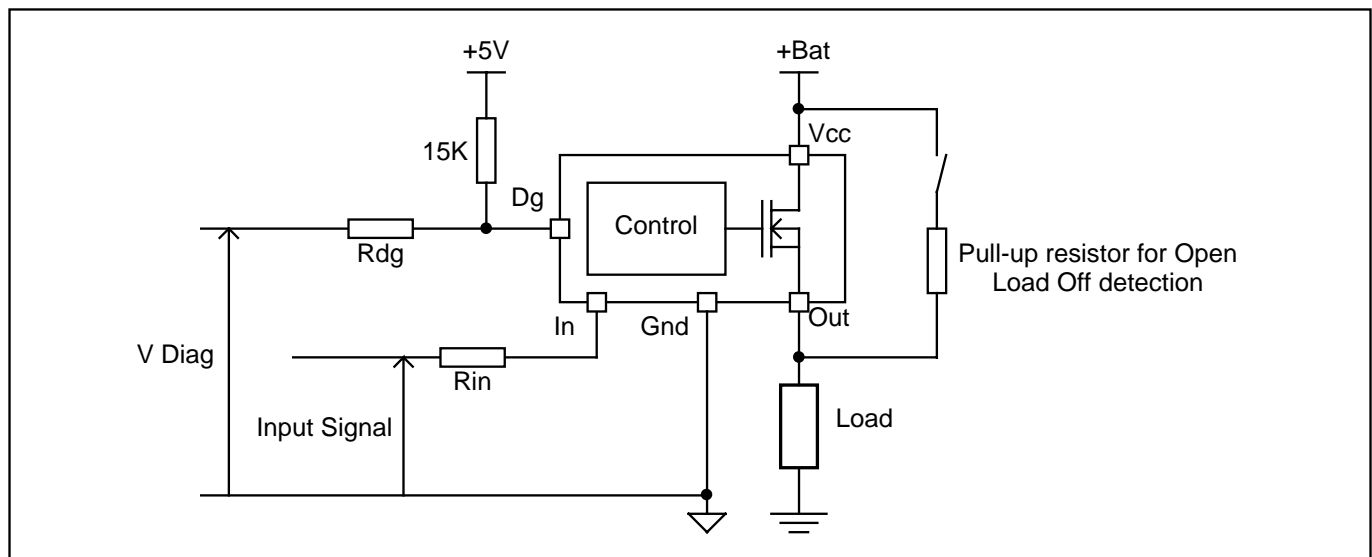 +5V
+Bat
Vcc
15K
Dg
Control
Rdg
Pull-up resistor for Open
Load Off detection
In
Gnd
Out
V Diag
Rin
Input Signal
Load